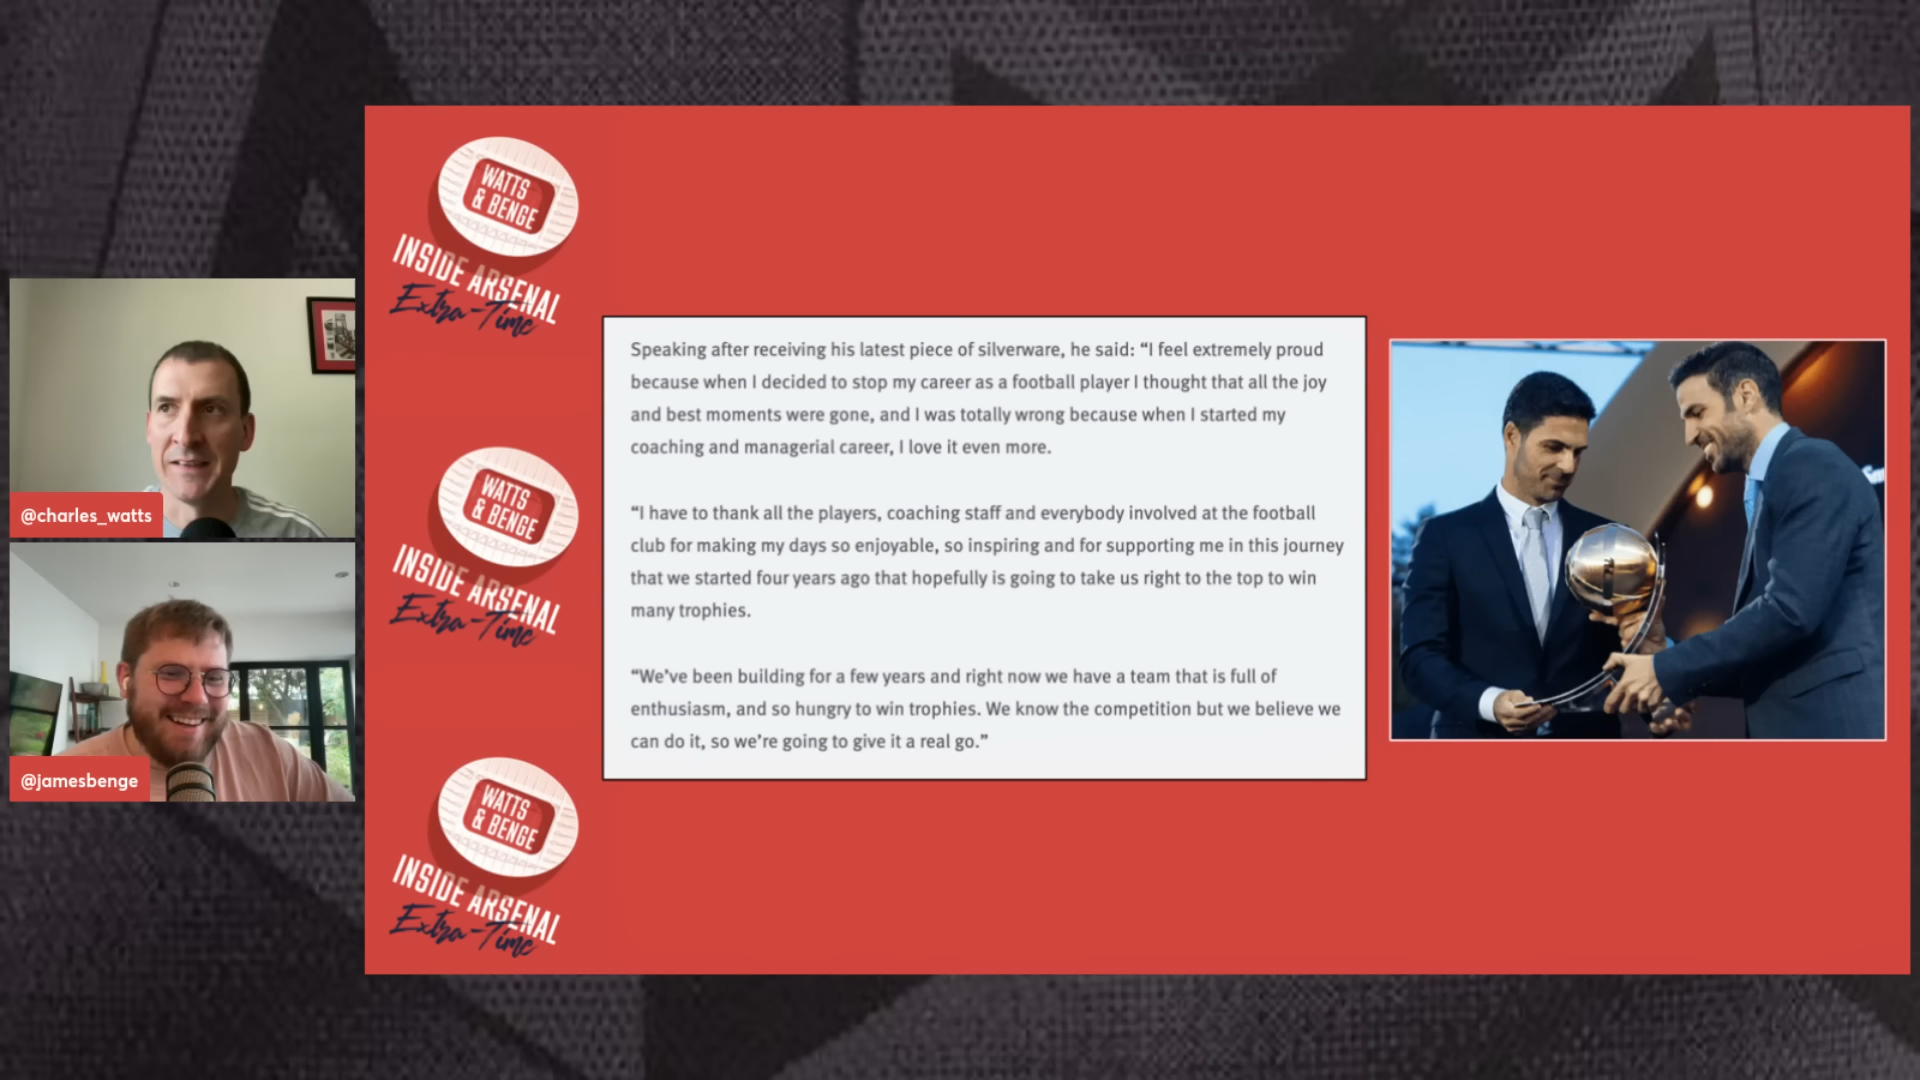 WATTS
& BENGE
INSIDE ARSENAL
Extra-Time
WATTS
& BENGE
INSIDE ARSENAL
Extra-Time
WATTS
& BENGE
INSIDE ARSENAL
Extra-Time
@charles_watts
@jamesbenge
Speaking after receiving his latest piece of silverware, he said: “I feel extremely proud
because when I decided to stop my career as a football player I thought that all the joy
and best moments were gone, and I was totally wrong because when I started my
coaching and managerial career, I love it even more.
“I have to thank all the players, coaching staff and everybody involved at the football
club for making my days so enjoyable, so inspiring and for supporting me in this journey
that we started four years ago that hopefully is going to take us right to the top to win
many trophies.
“We’ve been building for a few years and right now we have a team that is full of
enthusiasm, and so hungry to win trophies. We know the competition but we believe we
can do it, so we’re going to give it a real go.”